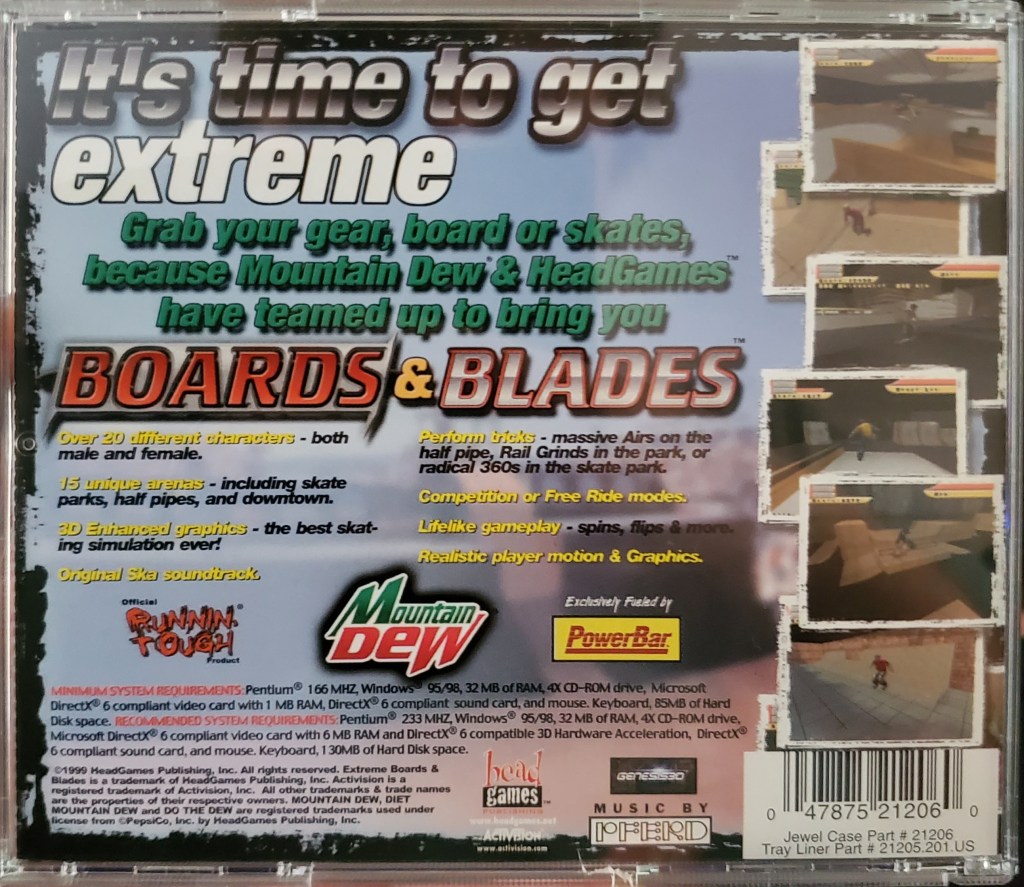 It's time to get
extreme
Grab your gear, board or skates,
because Mountain Dew® & HeadGames™
have teamed up to bring you
BOARDS & BLADES™
Over 20 different characters - both
male and female.
15 unique arenas - including skate
parks, half pipes, and downtown.
3D Enhanced graphics - the best skat-
ing simulation ever!
Original Ska soundtrack.
Perform tricks - massive Airs on the
half pipe, Rail Grinds in the park, or
radical 360s in the skate park.
Competition or Free Ride modes.
Lifelike gameplay - spins, flips & more.
Realistic player motion & Graphics.
Official
RUNNIN' TOUGH®
Product
Mountain
Dew
Exclusively Fueled by
PowerBar
MINIMUM SYSTEM REQUIREMENTS: Pentium® 166 MHZ, Windows® 95/98, 32 MB of RAM, 4X CD-ROM drive, Microsoft
DirectX® 6 compliant video card with 1 MB RAM, DirectX® 6 compliant sound card, and mouse. Keyboard, 85MB of Hard
Disk space. RECOMMENDED SYSTEM REQUIREMENTS: Pentium® 233 MHZ, Windows® 95/98, 32 MB of RAM, 4X CD-ROM drive,
Microsoft DirectX® 6 compliant video card with 6 MB RAM and DirectX® 6 compatible 3D Hardware Acceleration, DirectX®
6 compliant sound card, and mouse. Keyboard, 130MB of Hard Disk space.
©1999 HeadGames Publishing, Inc. All rights reserved. Extreme Boards &
Blades is a trademark of HeadGames Publishing, Inc. Activision is a
registered trademark of Activision, Inc. All other trademarks & trade names
are the properties of their respective owners. MOUNTAIN DEW, DIET
MOUNTAIN DEW and DO THE DEW are registered trademarks used under
license from ©PepsiCo, Inc. by HeadGames Publishing, Inc.
head
games™
www.headgames.net
ACTIVISION
www.activision.com
GENESIS3D
MUSIC BY
PFERD
0 47875 21206 0
Jewel Case Part # 21206
Tray Liner Part # 21205.201.US